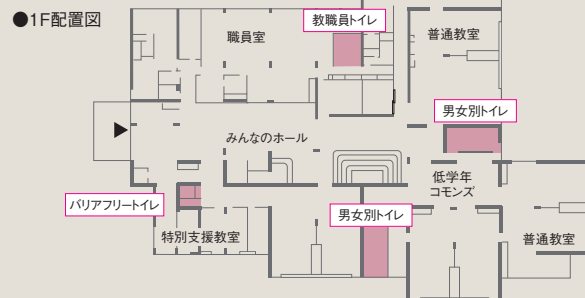 ●1F配置図
教職員トイレ
職員室
普通教室
男女別トイレ
みんなのホール
低学年
コモンズ
バリアフリートイレ
男女別トイレ
特別支援教室
普通教室